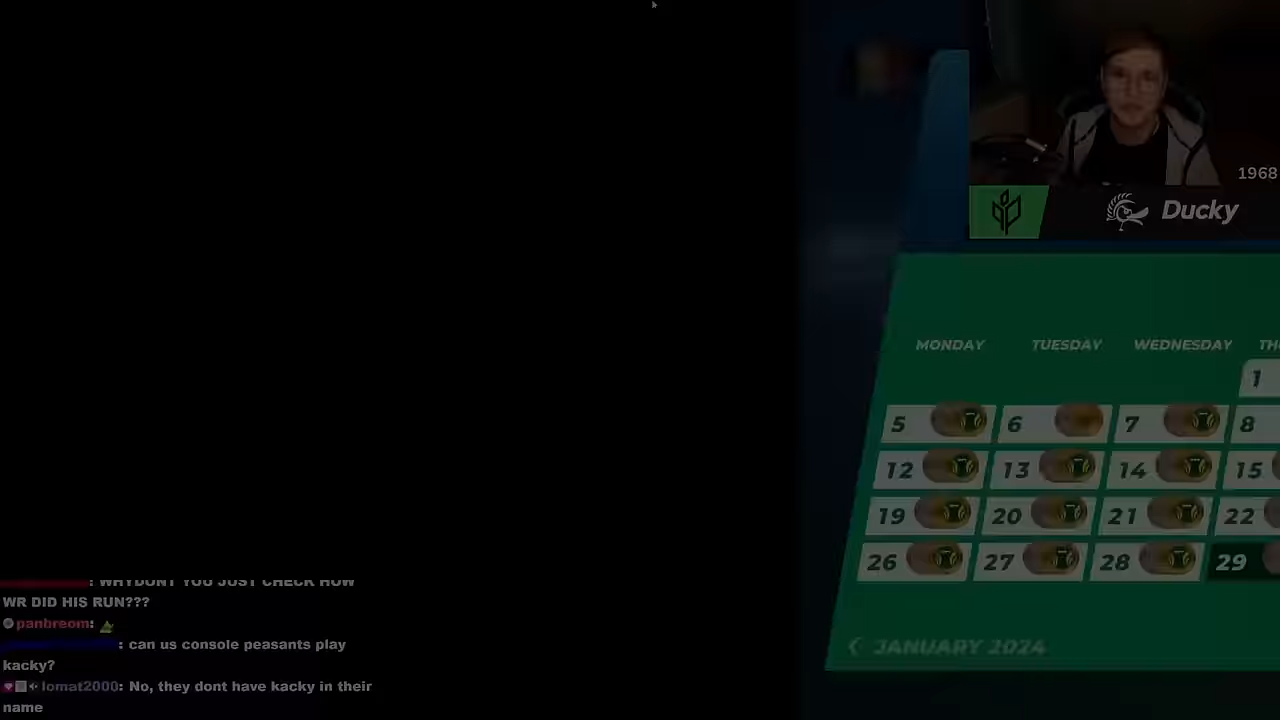 1968
Ducky
MONDAY TUESDAY WEDNESDAY
1
5 6 7 8
12 13 14 15
19 20 21 22
26 27 28 29
JANUARY 2024
: WHYDONT YOU JUST CHECK HOW
WR DID HIS RUN???
panbreom:
: can us console peasants play
kacky?
lomat2000: No, they dont have kacky in their
name